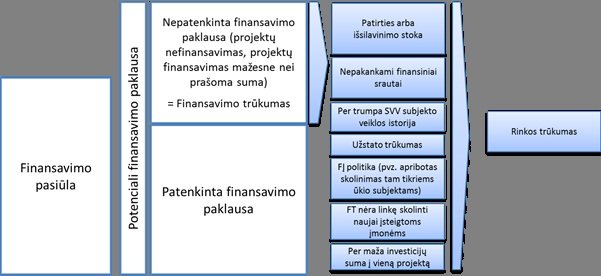 Finansavimo
pasiūla
Potenciali finansavimo paklausa
Nepatenkinta finansavimo
paklausa (projektų
nefinansavimas, projektų
finansavimas mažesne nei
prašoma suma)
= Finansavimo trūkumas
Patenkinta finansavimo
paklausa
Patirties arba
išsilavinimo stoka
Nepakankami finansiniai
srautai
Per trumpa SVV subjekto
veiklos istorija
Užstato trūkumas
FĮ politika (pvz. apribotas
skolinimas tam tikriems
ūkio subjektams)
FT nėra linkę skolinti
naujai įsteigtoms
įmonėms
Per maža investicijų
suma į vieną projektą
Rinkos trūkumas